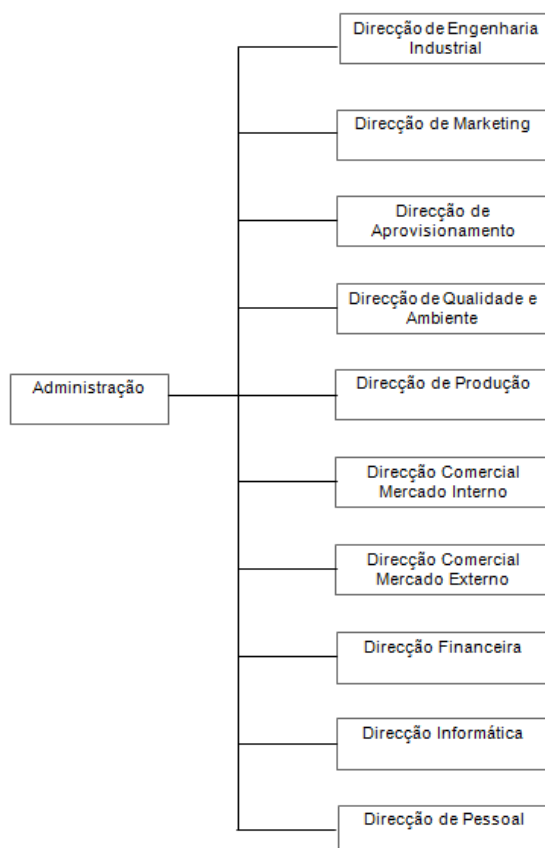 Direcção de Engenharia
Industrial
Direcção de Marketing
Direcção de
Aprovisionamento
Direcção de Qualidade e
Ambiente
Administração
Direcção de Produção
Direcção Comercial
Mercado Interno
Direcção Comercial
Mercado Externo
Direcção Financeira
Direcção Informática
Direcção de Pessoal